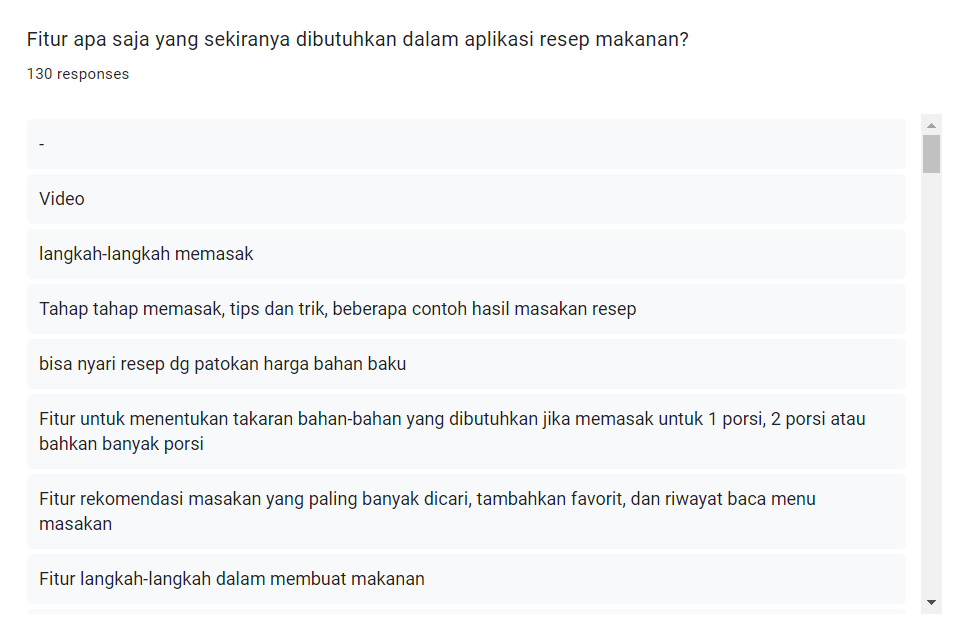 Fitur apa saja yang sekiranya dibutuhkan dalam aplikasi resep makanan?
130 responses
-
Video
langkah-langkah memasak
Tahap tahap memasak, tips dan trik, beberapa contoh hasil masakan resep
bisa nyari resep dg patokan harga bahan baku
Fitur untuk menentukan takaran bahan-bahan yang dibutuhkan jika memasak untuk 1 porsi, 2 porsi atau
bahkan banyak porsi
Fitur rekomendasi masakan yang paling banyak dicari, tambahkan favorit, dan riwayat baca menu
masakan
Fitur langkah-langkah dalam membuat makanan